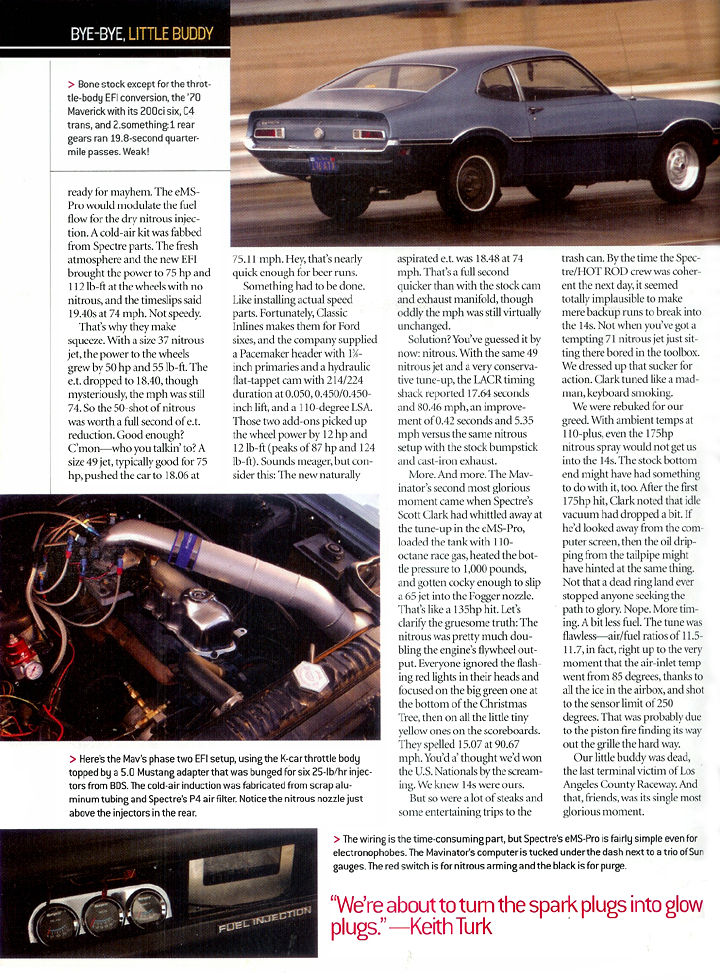 BYE-BYE, LITTLE BUDDY
> Bone stock except for the throt-
tle-body EFI conversion, the '70
Maverick with its 200ci six, C4
trans, and 2.something:1 rear
gears ran 19.8-second quarter-
mile passes. Weak!
ready for mayhem. The eMS-
Pro would modulate the fuel
flow for the dry nitrous injec-
tion. A cold-air kit was fabbed
from Spectre parts. The fresh
atmosphere and the new EFI
brought the power to 75 hp and
112 lb-ft at the wheels with no
nitrous, and the timeslips said
19.40s at 74 mph. Not speedy.
That's why they make
squeeze. With a size 37 nitrous
jet, the power to the wheels
grew by 50 hp and 55 lb-ft. The
e.t. dropped to 18.40, though
mysteriously, the mph was still
74. So the 50-shot of nitrous
was worth a full second of e.t.
reduction. Good enough?
C'mon—who you talkin' to? A
size 49 jet, typically good for 75
hp, pushed the car to 18.06 at
75.11 mph. Hey, that's nearly
quick enough for beer runs.
Something had to be done.
Like installing actual speed
parts. Fortunately, Classic
Inlines makes them for Ford
sixes, and the company supplied
a Pacemaker header with
inch primaries and a hydraulic
flat-tappet cam with 214/224
duration at 0.050, 0.450/0.450-
inch lift, and a 110-degree LSA.
Those two add-ons picked up
the wheel power by 12 hp and
12 lb-ft (peaks of 87 hp and 124
lb-ft). Sounds meager, but con-
sider this: The new naturally
aspirated e.t. was 18.48 at 74
mph. That's a full second
quicker than with the stock cam
and exhaust manifold, though
oddly the mph was still virtually
unchanged.
Solution? You've guessed it by
now: nitrous. With the same 49
nitrous jet and a very conserva-
tive tune-up, the LACR timing
shack reported 17.64 seconds
and 80.46 mph, an improve-
ment of 0.42 seconds and 5.35
mph versus the same nitrous
setup with the stock bumpstick
and cast-iron exhaust.
More. And more. The Mav-
inator's second most glorious
moment came when Spectre's
Scott Clark had whittled away at
the tune-up in the eMS-Pro,
loaded the tank with 110-
octane race gas, heated the bot-
tle pressure to 1,000 pounds,
and gotten cocky enough to slip
a 65 jet into the Fogger nozzle.
That's like a 135hp hit. Let's
clarify the gruesome truth: The
nitrous was pretty much dou-
bling the engine's flywheel out-
put. Everyone ignored the flash-
ing red lights in their heads and
focused on the big green one at
the bottom of the Christmas
Tree, then on all the little tiny
yellow ones on the scoreboards.
They spelled 15.07 at 90.67
mph. You'd a' thought we'd won
the U.S. Nationals by the scream-
ing. We knew 14s were ours.
But so were a lot of steaks and
some entertaining trips to the
trash can. By the time the Spec-
tre/HOT ROD crew was coher-
ent the next day, it seemed
totally implausible to make
mere backup runs to break into
the 14s. Not when you've got a
tempting 71 nitrous jet just sit-
ting there bored in the toolbox.
We dressed up that sucker for
action. Clark tuned like a mad-
man, keyboard smoking.
We were rebuked for our
greed. With ambient temps at
110-plus, even the 175hp
nitrous spray would not get us
into the 14s. The stock bottom
end might have had something
to do with it, too. After the first
175hp hit, Clark noted that idle
vacuum had dropped a bit. If
he'd looked away from the com-
puter screen, then the oil drip-
ping from the tailpipe might
have hinted at the same thing.
Not that a dead ring land ever
stopped anyone seeking the
path to glory. Nope. More tim-
ing. A bit less fuel. The tune was
flawless—air/fuel ratios of 11.5-
11.7, in fact, right up to the very
moment that the air-inlet temp
went from 85 degrees, thanks to
all the ice in the airbox, and shot
to the sensor limit of 250
degrees. That was probably due
to the piston fire finding its way
out the grille the hard way.
Our little buddy was dead,
the last terminal victim of Los
Angeles County Raceway. And
that, friends, was its single most
glorious moment.
> Here's the Mav's phase two EFI setup, using the K-car throttle body
topped by a 5.0 Mustang adapter that was bunged for six 25-lb/hr injec-
tors from BDS. The cold-air induction was fabricated from scrap alu-
minum tubing and Spectre's P4 air filter. Notice the nitrous nozzle just
above the injectors in the rear.
FUEL INJECTION
> The wiring is the time-consuming part, but Spectre's eMS-Pro is fairly simple even for
electronophobes. The Mavinator's computer is tucked under the dash next to a trio of Sun
gauges. The red switch is for nitrous arming and the black is for purge.
"We're about to turn the spark plugs into glow
plugs."—Keith Turk